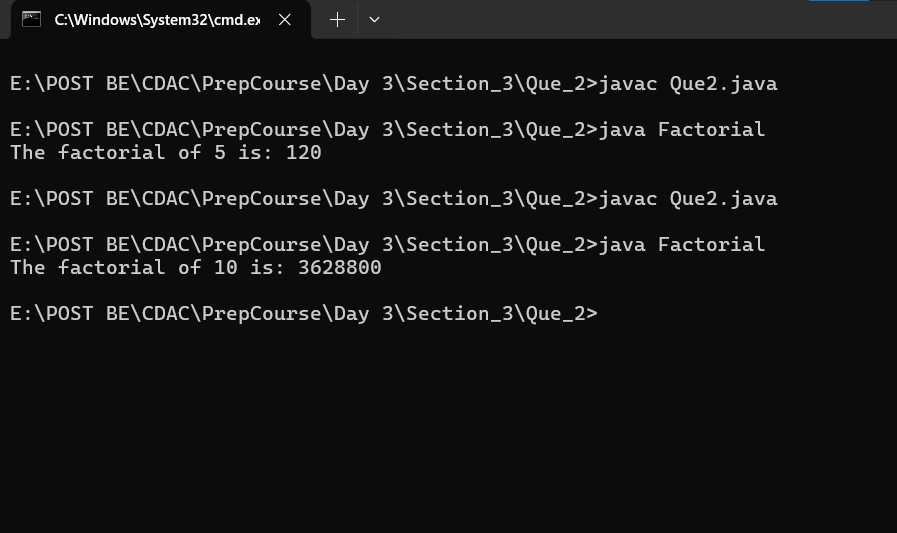 C:\Windows\System32\cmd.ex
E:\POST BE\CDAC\PrepCourse\Day 3\Section_3\Que_2>javac Que2.java
E:\POST BE\CDAC\PrepCourse\Day 3\Section_3\Que_2>java Factorial
The factorial of 5 is: 120
E:\POST BE\CDAC\PrepCourse\Day 3\Section_3\Que_2>javac Que2.java
E:\POST BE\CDAC\PrepCourse\Day 3\Section_3\Que_2>java Factorial
The factorial of 10 is: 3628800
E:\POST BE\CDAC\PrepCourse\Day 3\Section_3\Que_2>